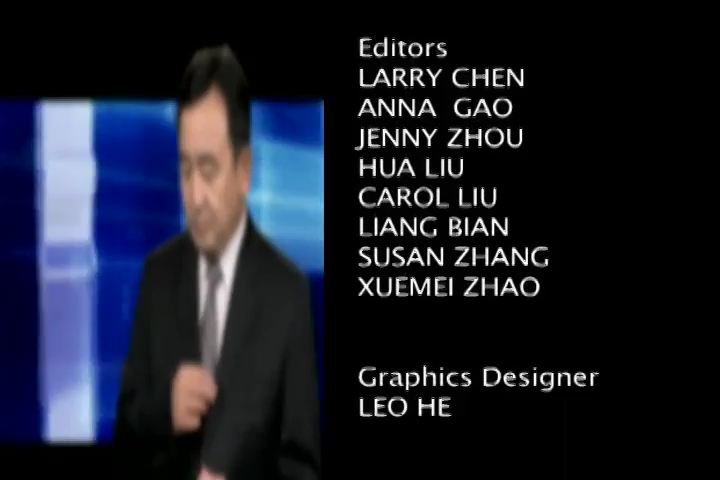 Editors
LARRY CHEN
ANNA GAO
JENNY ZHOU
HUA LIU
CAROL LIU
LIANG BIAN
SUSAN ZHANG
XUEMEI ZHAO
Graphics Designer
LEO HE